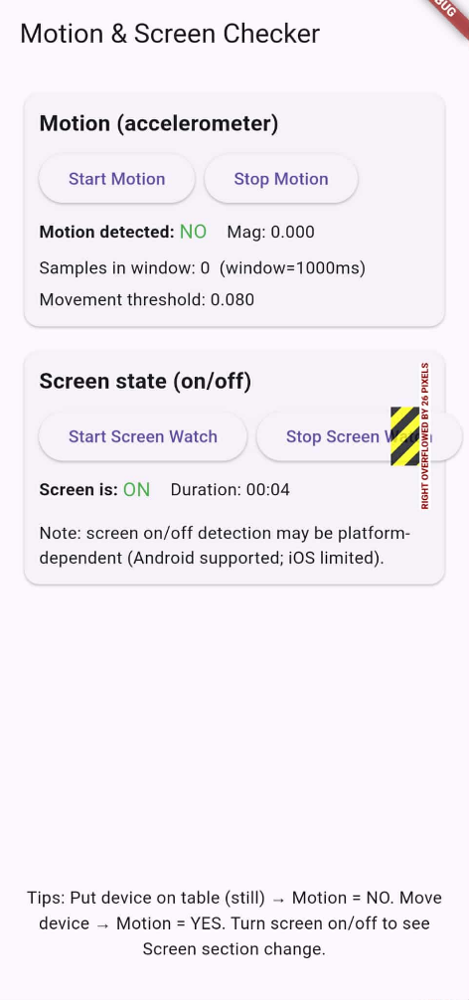 Motion & Screen Checker
Motion (accelerometer)
Start Motion
Stop Motion
Motion detected: NO Mag: 0.000
Samples in window: 0 (window=1000ms)
Movement threshold: 0.080
Screen state (on/off)
Start Screen Watch
Stop Screen Watch
RIGHT OVERFLOWED BY 26 PIXELS
Screen is: ON Duration: 00:04
Note: screen on/off detection may be platform-
dependent (Android supported; iOS limited).
Tips: Put device on table (still) → Motion = NO. Move
device → Motion = YES. Turn screen on/off to see
Screen section change.